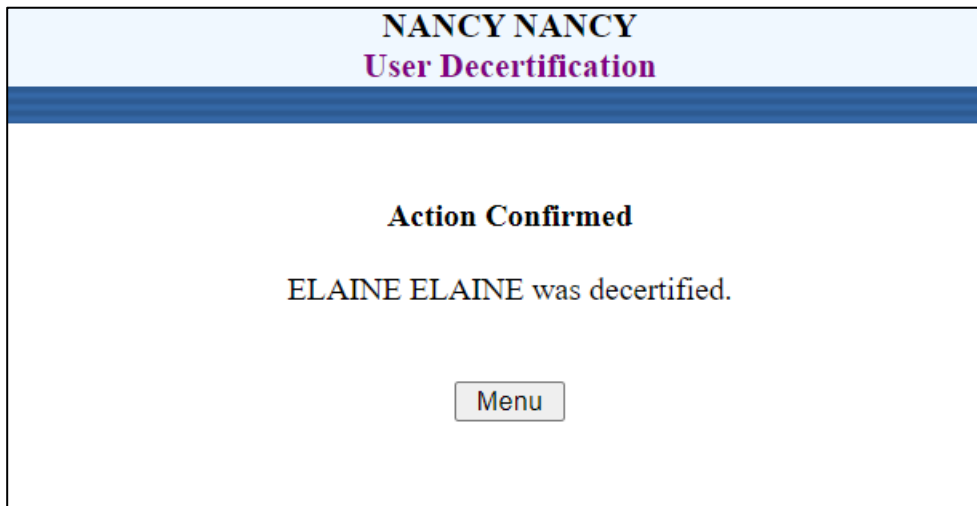 NANCY NANCY
User Decertification
Action Confirmed
ELAINE ELAINE was decertified.
Menu